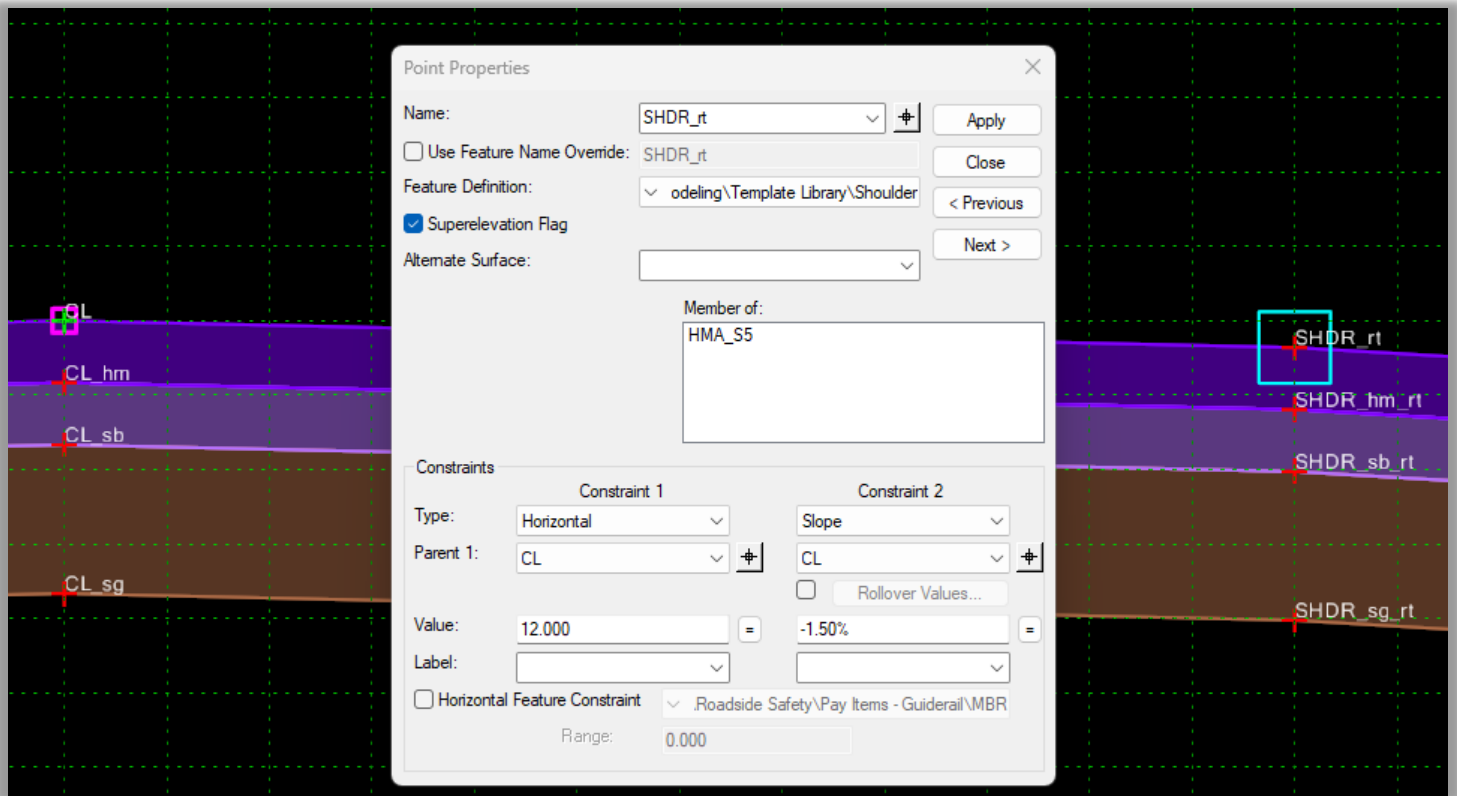 Point Properties
Name:
SHDR_rt
Apply
Use Feature Name Override:
SHDR_rt
Close
Feature Definition:
odeling\Template Library\Shoulder
< Previous
Superelevation Flag
Next >
Alternate Surface:
Member of:
HMA_S5
CL
CL_hm
CL_sb
CL_sg
SHDR_rt
SHDR_hm_rt
SHDR_sb_rt
SHDR_sg_rt
Constraints
Constraint 1 Constraint 2
Type: Horizontal Slope
Parent 1: CL CL
Rollover Values...
Value: 12.000 = -1.50% =
Label:
Horizontal Feature Constraint .Roadside Safety\Pay Items - Guiderail\MBR
Range: 0.000